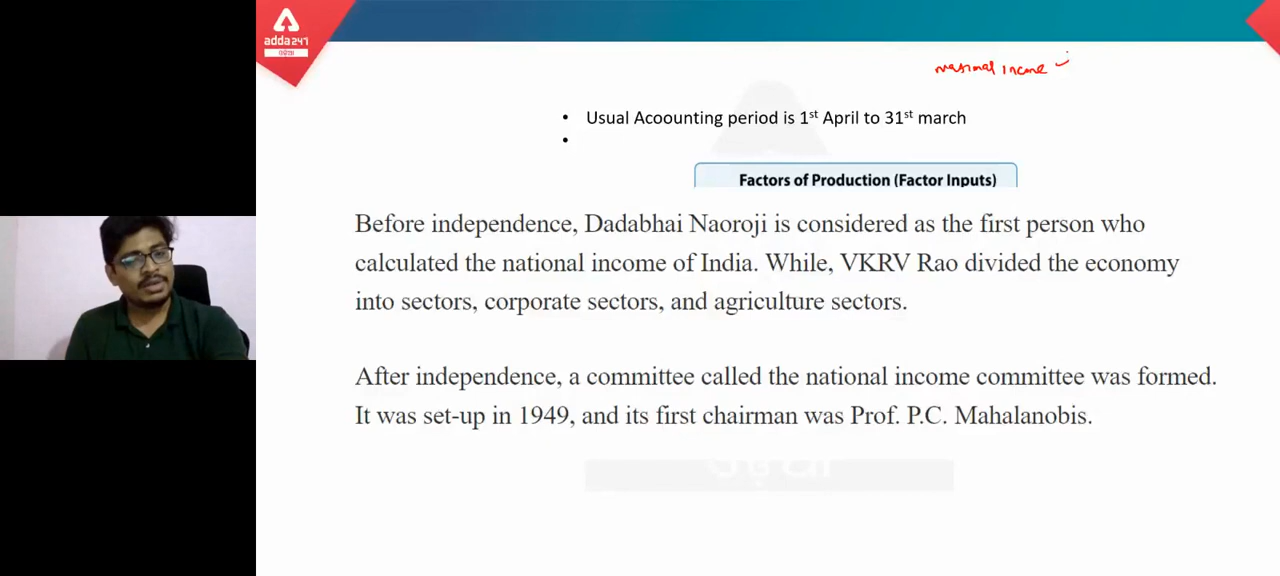 adda247
ଓଡ଼ିଆ
national income
• Usual Acoounting period is 1st April to 31st march
•
Factors of Production (Factor Inputs)
Before independence, Dadabhai Naoroji is considered as the first person who
calculated the national income of India. While, VKRV Rao divided the economy
into sectors, corporate sectors, and agriculture sectors.
After independence, a committee called the national income committee was formed.
It was set-up in 1949, and its first chairman was Prof. P.C. Mahalanobis.